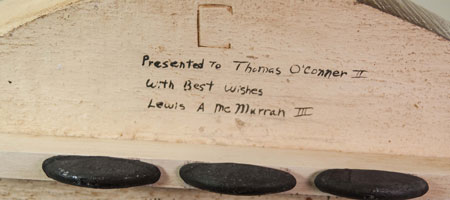 Presented To Thomas O'Conner II
With Best Wishes
Lewis A McMurran III